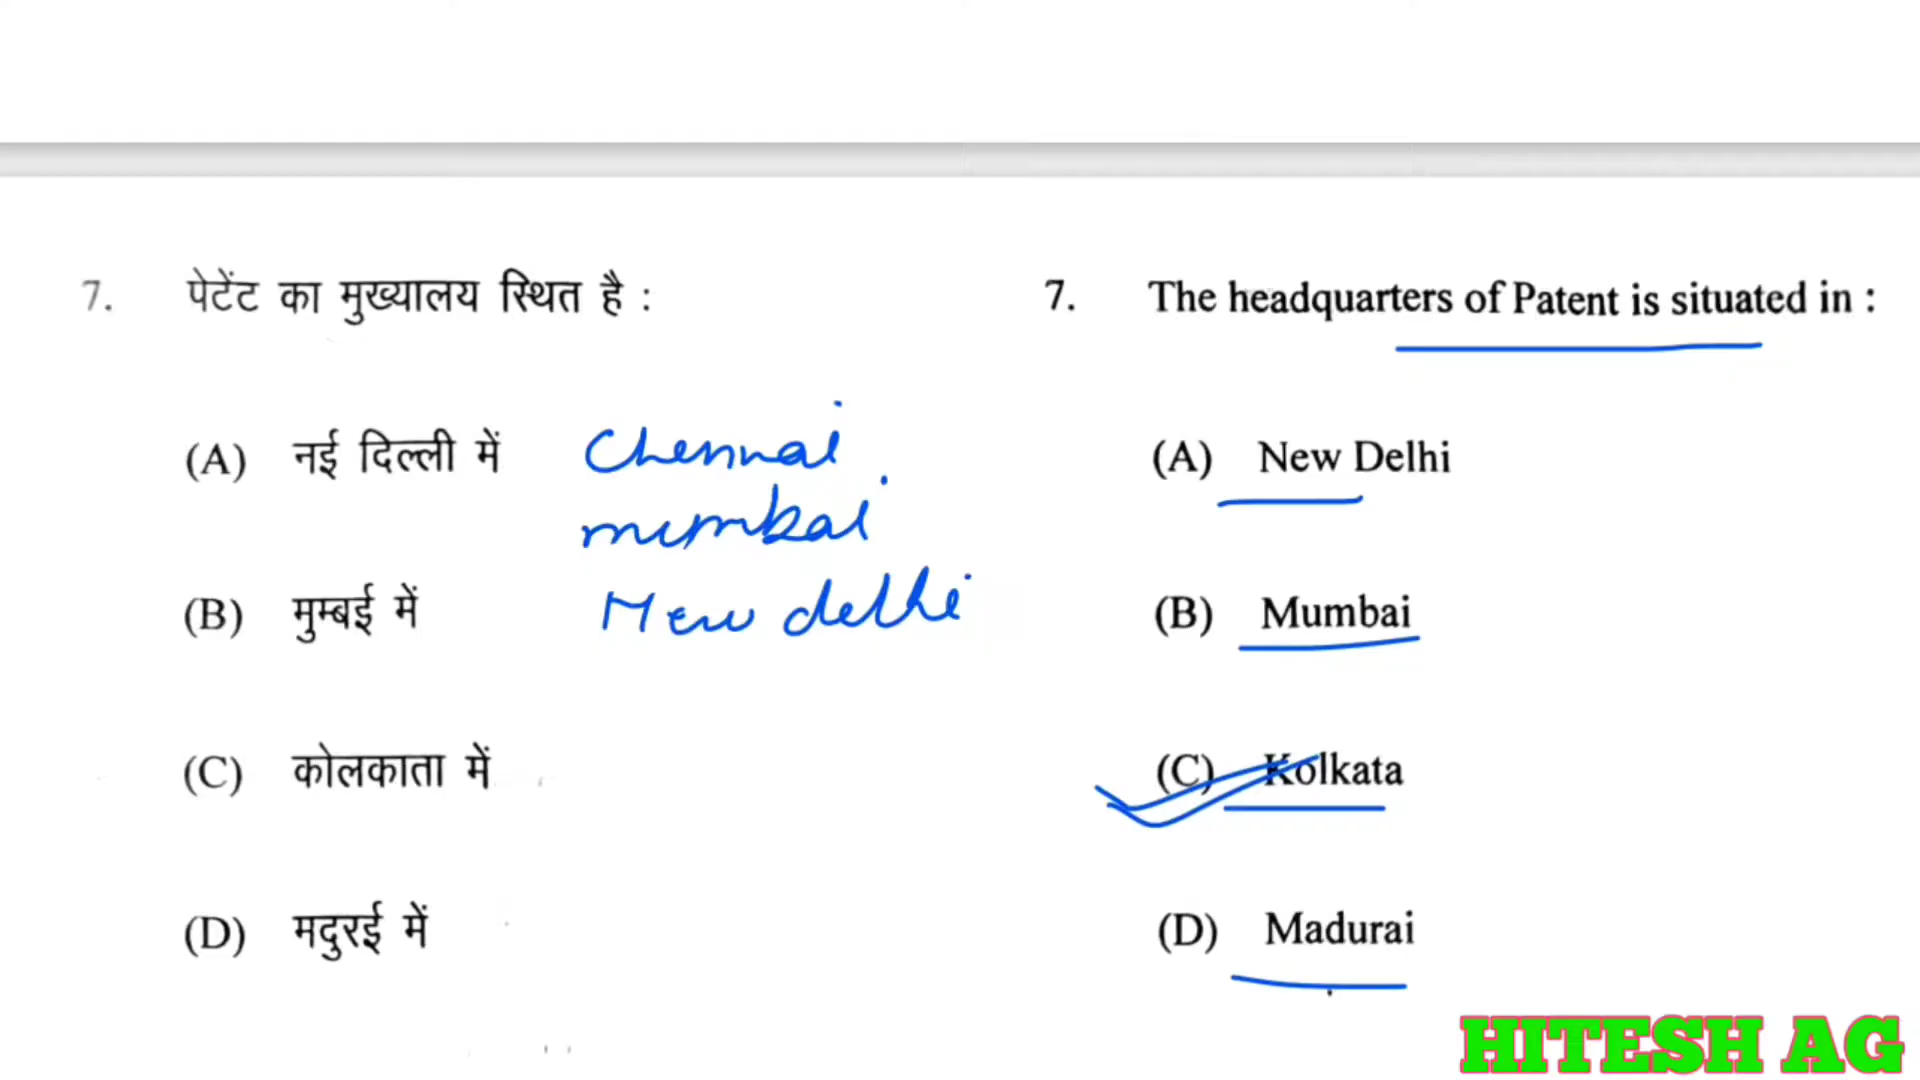 7. पेटेंट का मुख्यालय स्थित है :
(A) नई दिल्ली में
(B) मुम्बई में
(C) कोलकाता में
(D) मदुरई में
Chennai
mumbai
New delhi
7. The headquarters of Patent is situated in :
(A) New Delhi
(B) Mumbai
(C) Kolkata
(D) Madurai
HITESH AG